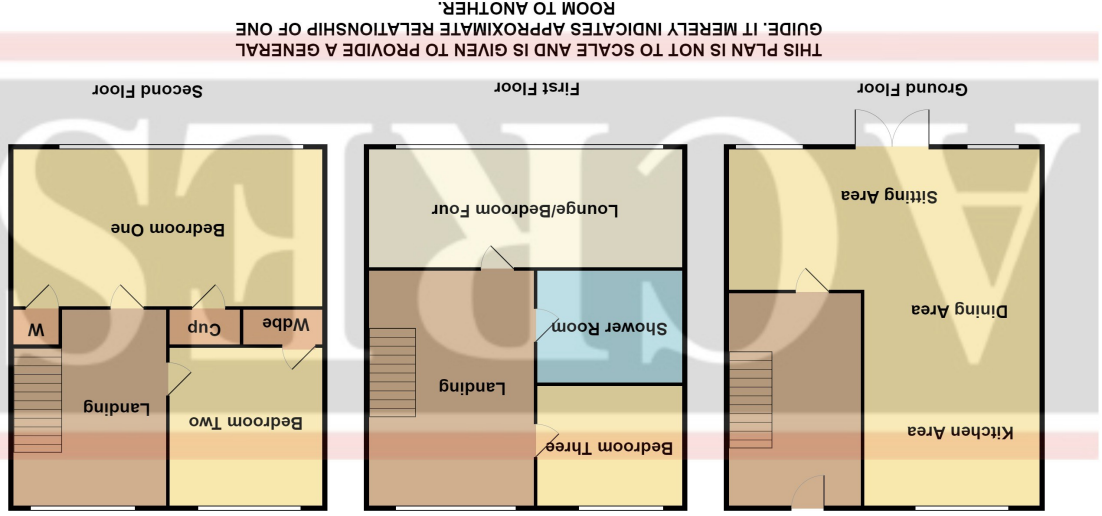 Kitchen Area
Dining Area
Sitting Area
Ground Floor
Bedroom Three
Landing
Shower Room
Lounge/Bedroom Four
First Floor
Bedroom Two
Landing
Wdbe
Cup
W
Bedroom One
Second Floor
THIS PLAN IS NOT TO SCALE AND IS GIVEN TO PROVIDE A GENERAL
GUIDE. IT MERELY INDICATES APPROXIMATE RELATIONSHIP OF ONE
ROOM TO ANOTHER.
ACRES